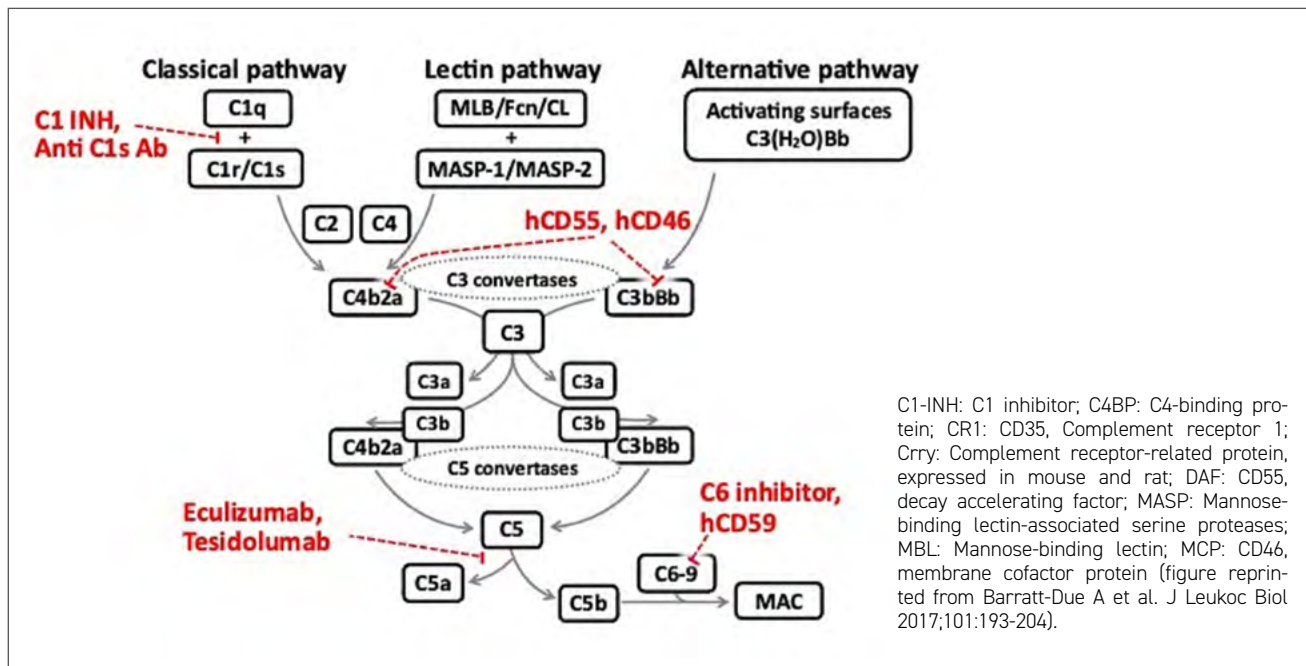 Classical pathway
Lectin pathway
Alternative pathway
C1q
+
C1r/C1s
C1 INH,
Anti C1s Ab
MLB/Fcn/CL
+
MASP-1/MASP-2
Activating surfaces
C3(H₂O)Bb
C2
C4
hCD55, hCD46
C4b2a
C3 convertases
C3bBb
C3
C3a
C3a
C3b
C3b
C4b2a
C3bBb
C5 convertases
Eculizumab,
Tesidolumab
C5
C6 inhibitor,
hCD59
C5a
C5b
C6-9
MAC
C1-INH: C1 inhibitor; C4BP: C4-binding pro-
tein; CR1: CD35, Complement receptor 1;
Crry: Complement receptor-related protein,
expressed in mouse and rat; DAF: CD55,
decay accelerating factor; MASP: Mannose-
binding lectin-associated serine proteases;
MBL: Mannose-binding lectin; MCP: CD46,
membrane cofactor protein (figure reprin-
ted from Barratt-Due A et al. J Leukoc Biol
2017;101:193-204).